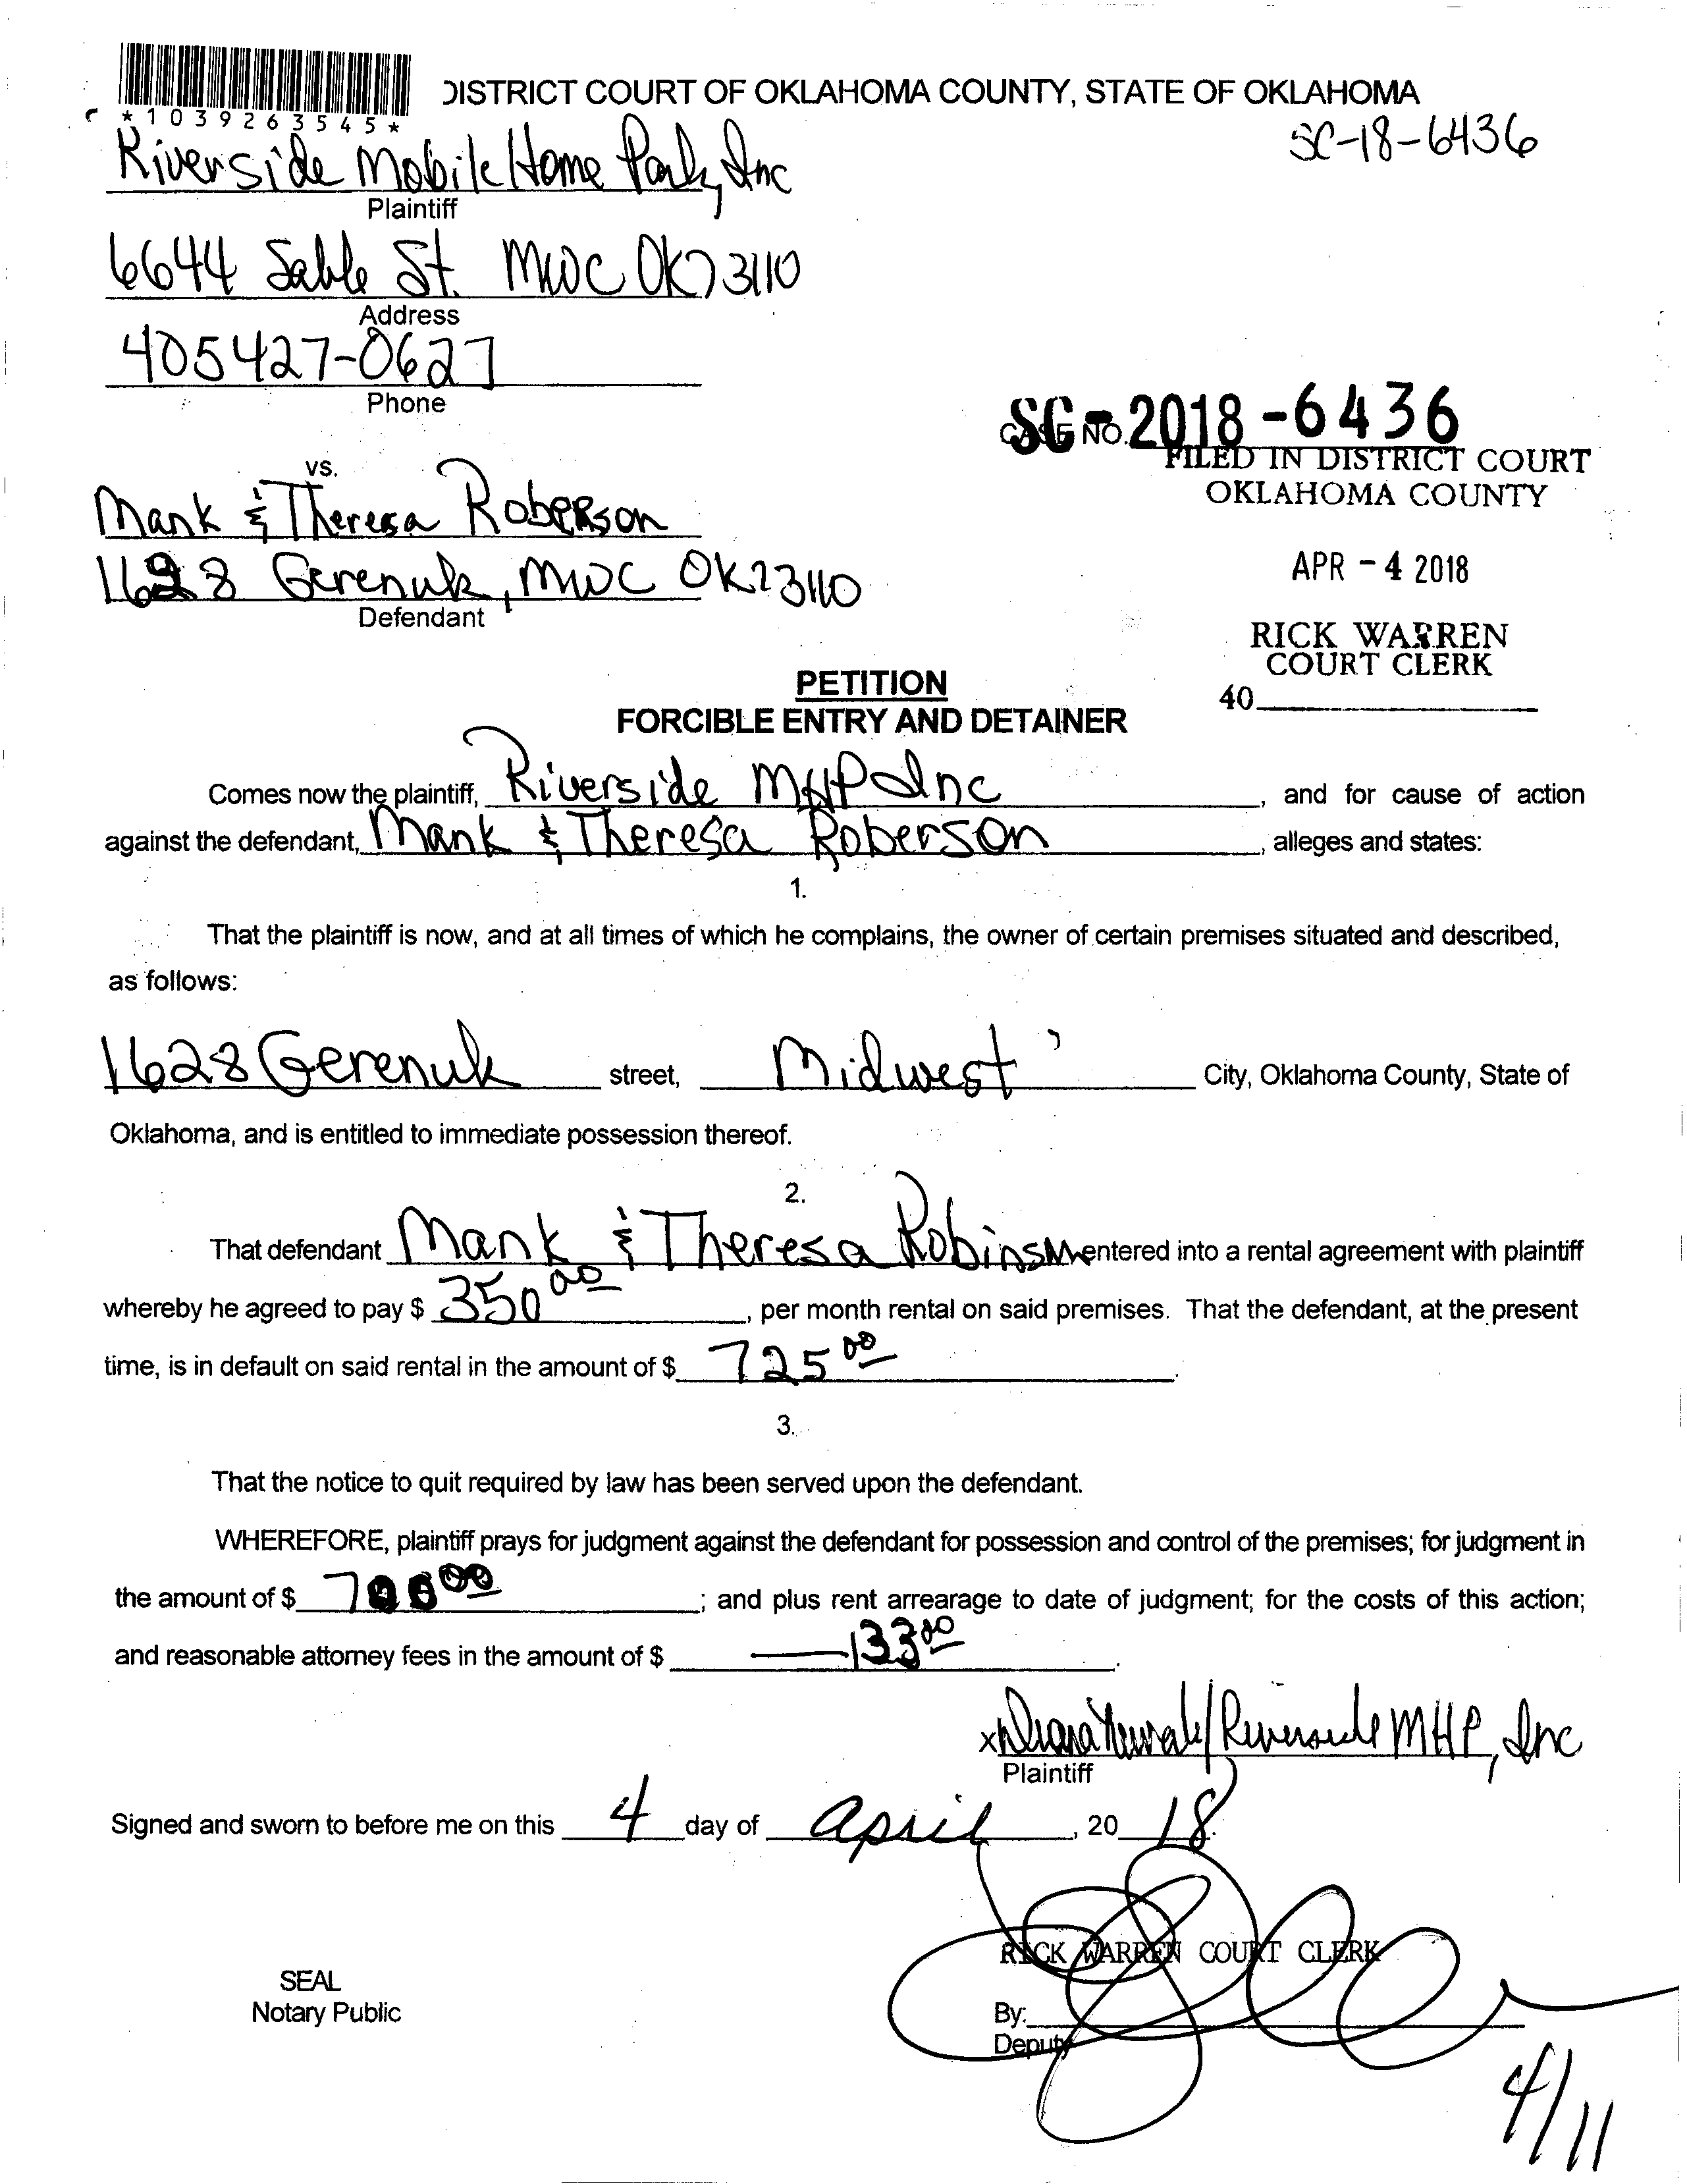 DISTRICT COURT OF OKLAHOMA COUNTY, STATE OF OKLAHOMA
*1039263545*
SC-18-6436
Riverside Mobile Home Park, Inc
Plaintiff
6644 Sable St. MWC OK 73110
Address
405 427-0627
Phone
SC-2018-6436
CASE NO.
FILED IN DISTRICT COURT
OKLAHOMA COUNTY
vs.
Mark & Theresa Roberson
1628 Gerenuk, MWC OK 73110
Defendant
APR -4 2018
RICK WARREN
COURT CLERK
40
PETITION
FORCIBLE ENTRY AND DETAINER
Comes now the plaintiff, Riverside MHP Inc, and for cause of action
against the defendant, Mark & Theresa Roberson, alleges and states:
1.
That the plaintiff is now, and at all times of which he complains, the owner of certain premises situated and described,
as follows:
1628 Gerenuk street, Midwest City, Oklahoma County, State of
Oklahoma, and is entitled to immediate possession thereof.
2.
That defendant Mark & Theresa Robinson entered into a rental agreement with plaintiff
whereby he agreed to pay $ 350.00, per month rental on said premises. That the defendant, at the present
time, is in default on said rental in the amount of $ 725.00.
3.
That the notice to quit required by law has been served upon the defendant.
WHEREFORE, plaintiff prays for judgment against the defendant for possession and control of the premises; for judgment in
the amount of $ ; and plus rent arrearage to date of judgment; for the costs of this action;
and reasonable attorney fees in the amount of $ 133.00.
x Riverside MHP, Inc
Plaintiff
Signed and sworn to before me on this 4 day of April, 20 18.
RICK WARREN COURT CLERK
SEAL
Notary Public
By:
Deputy
4/11